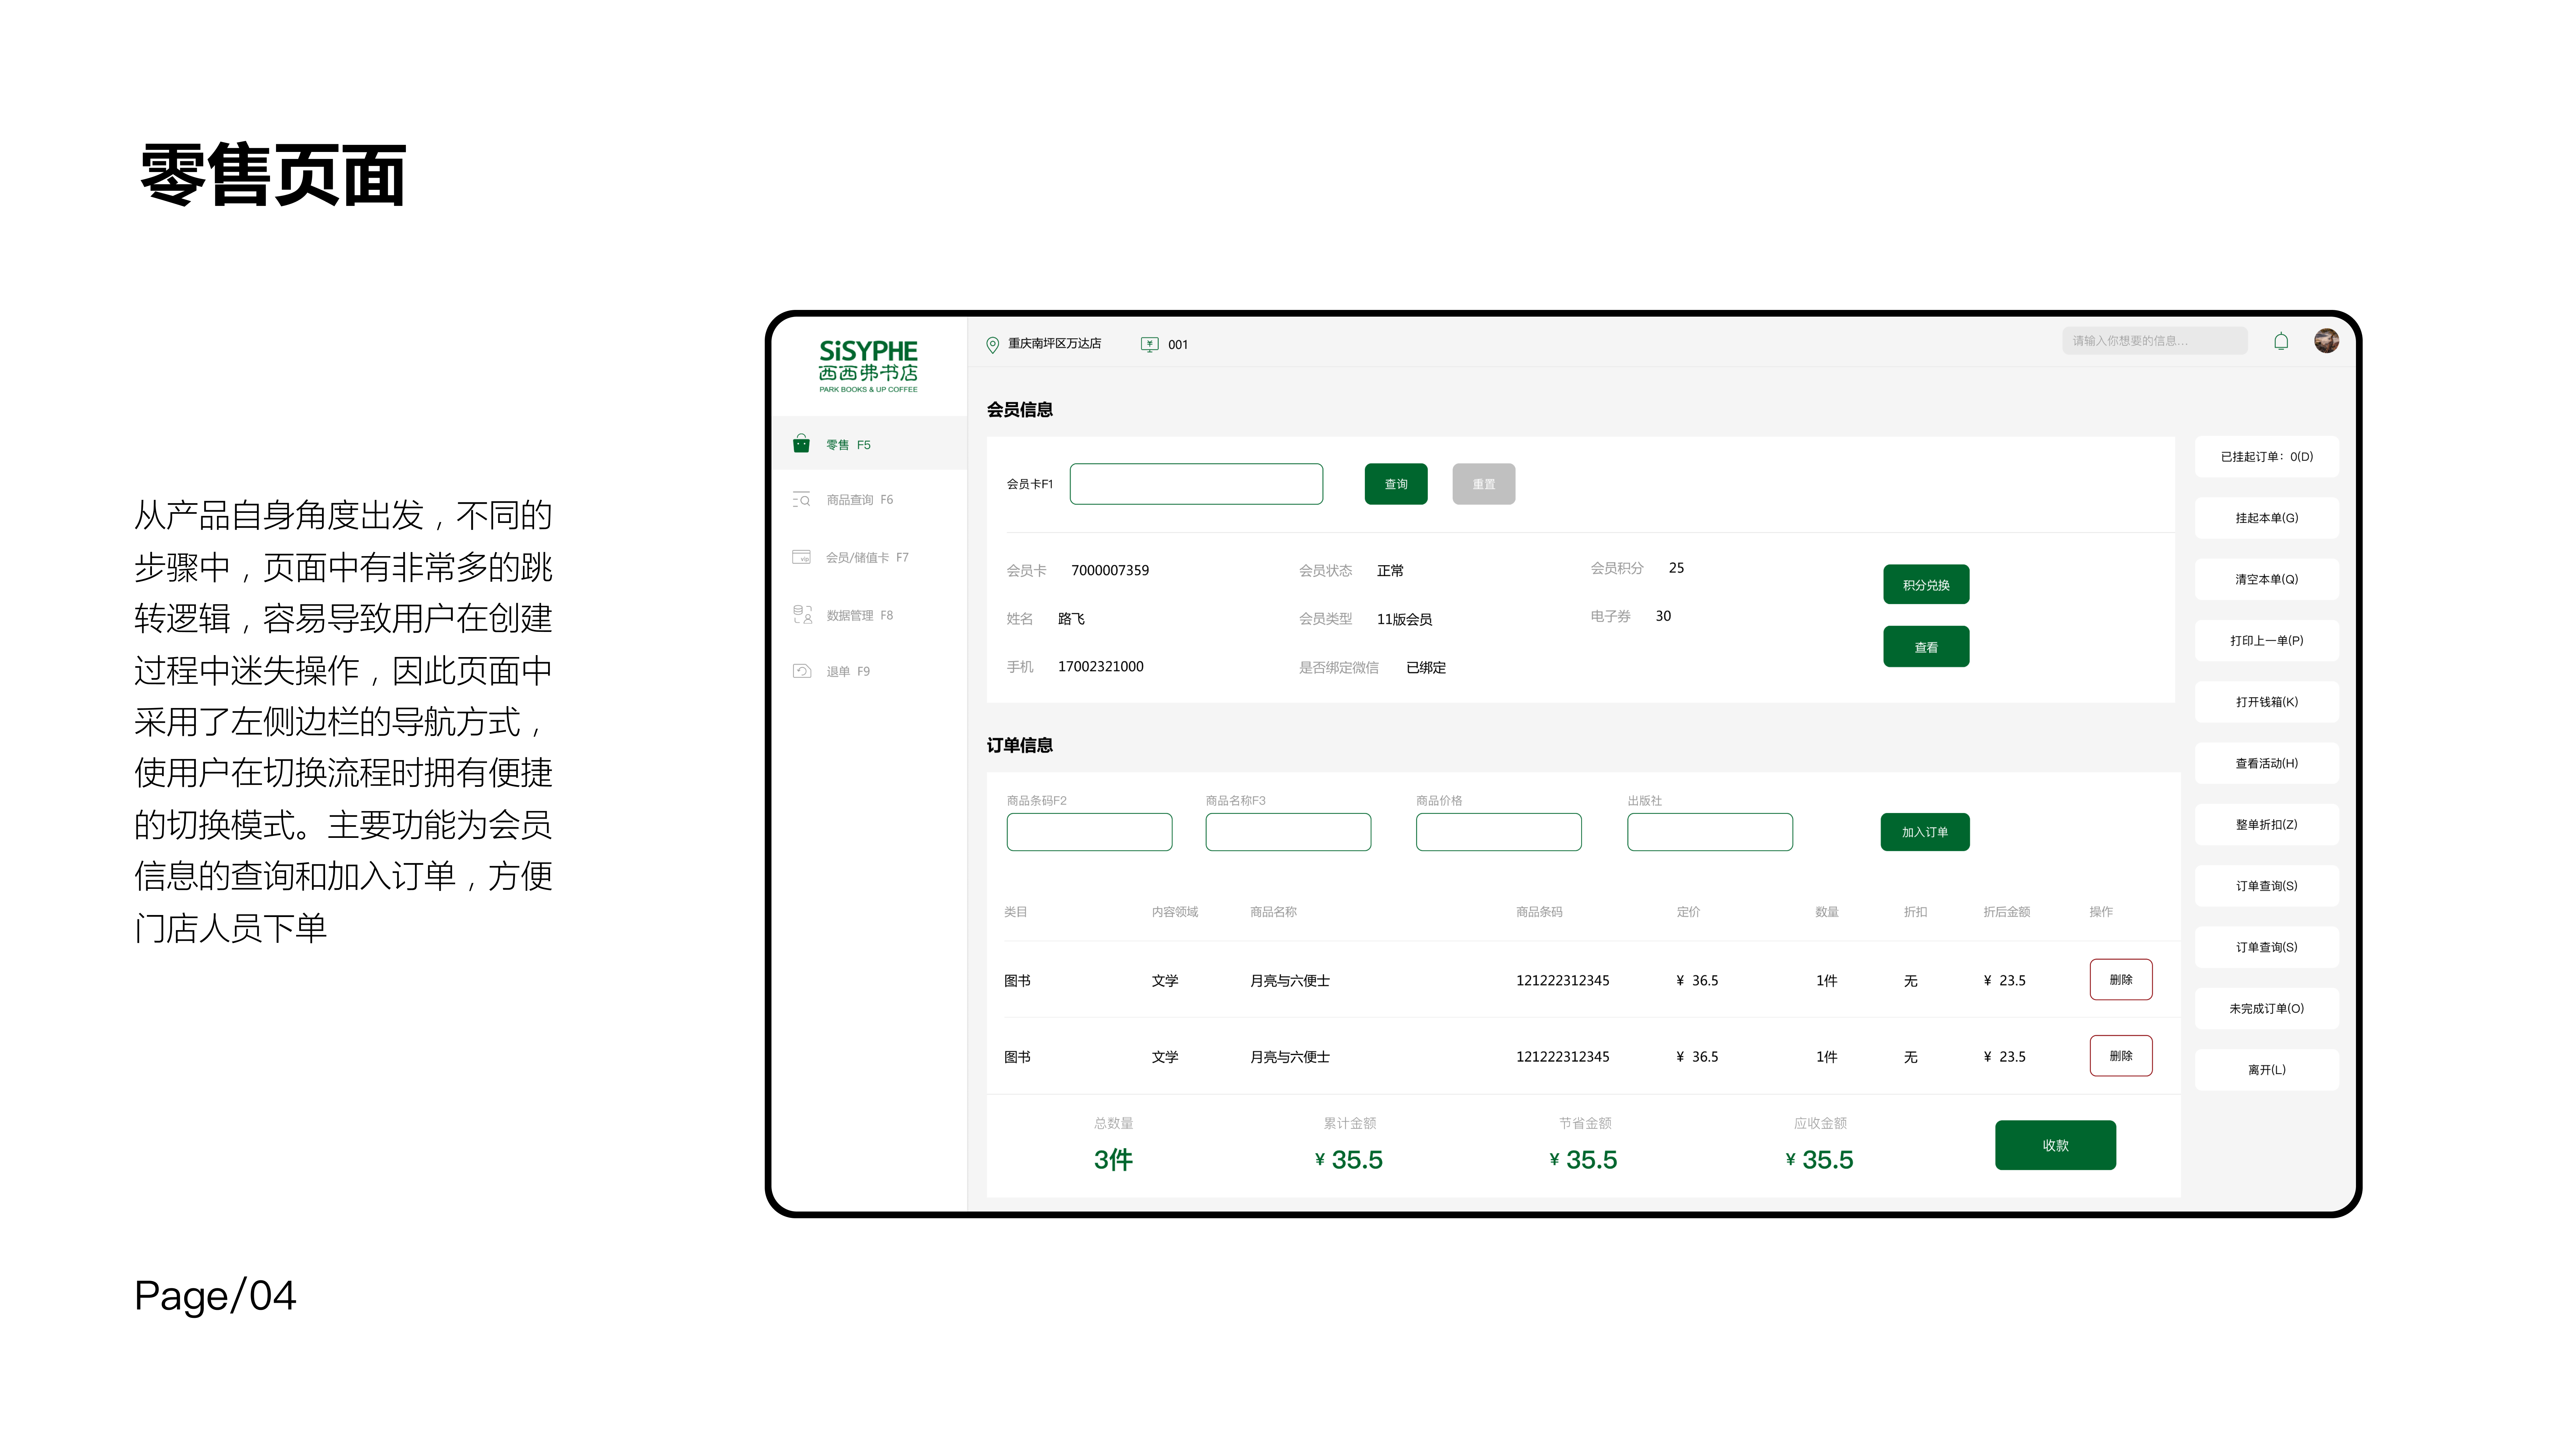 零售页面
从产品自身角度出发，不同的
步骤中，页面中有非常多的跳
转逻辑，容易导致用户在创建
过程中迷失操作，因此页面中
采用了左侧边栏的导航方式，
使用户在切换流程时拥有便捷
的切换模式。主要功能为会员
信息的查询和加入订单，方便
门店人员下单
Page/04
SiSYPHE
西西弗书店
PARK BOOKS & UP COFFEE
零售 F5
商品查询 F6
vip
会员/储值卡 F7
数据管理 F8
退单 F9
重庆南坪区万达店 ¥ 001 请输入你想要的信息...
会员信息
会员卡F1 查询 重置
会员卡 7000007359 会员状态 正常 会员积分 25 积分兑换
姓名 路飞 会员类型 11版会员 电子券 30 查看
手机 17002321000 是否绑定微信 已绑定
订单信息
商品条码F2 商品名称F3 商品价格 出版社
加入订单
类目 内容领域 商品名称 商品条码 定价 数量 折扣 折后金额 操作
图书 文学 月亮与六便士 121222312345 ¥ 36.5 1件 无 ¥ 23.5 删除
图书 文学 月亮与六便士 121222312345 ¥ 36.5 1件 无 ¥ 23.5 删除
总数量 累计金额 节省金额 应收金额
3件 ¥ 35.5 ¥ 35.5 ¥ 35.5 收款
已挂起订单：0(D)
挂起本单(G)
清空本单(Q)
打印上一单(P)
打开钱箱(K)
查看活动(H)
整单折扣(Z)
订单查询(S)
订单查询(S)
未完成订单(O)
离开(L)